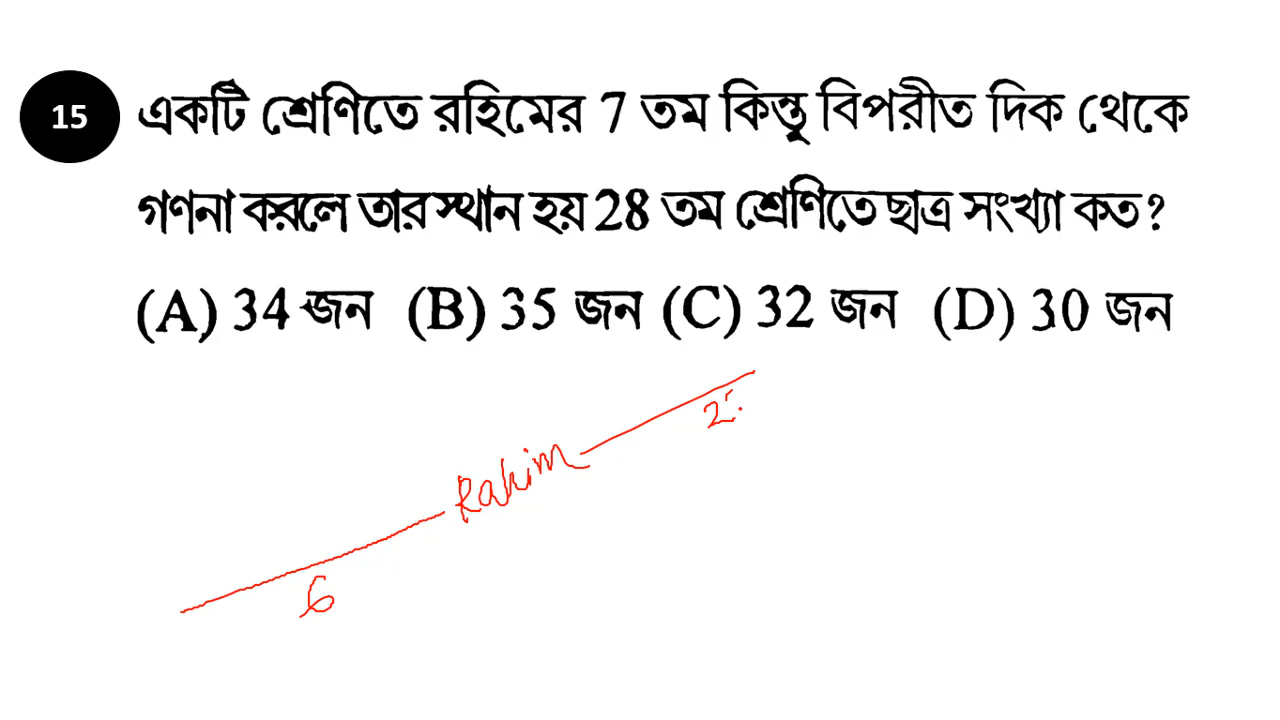 15 একটি শ্রেণিতে রহিমের 7 তম কিন্তু বিপরীত দিক থেকে
গণনা করলে তার স্থান হয় 28 তম শ্রেণিতে ছাত্র সংখ্যা কত?
(A) 34 জন (B) 35 জন (C) 32 জন (D) 30 জন
Rahim
6